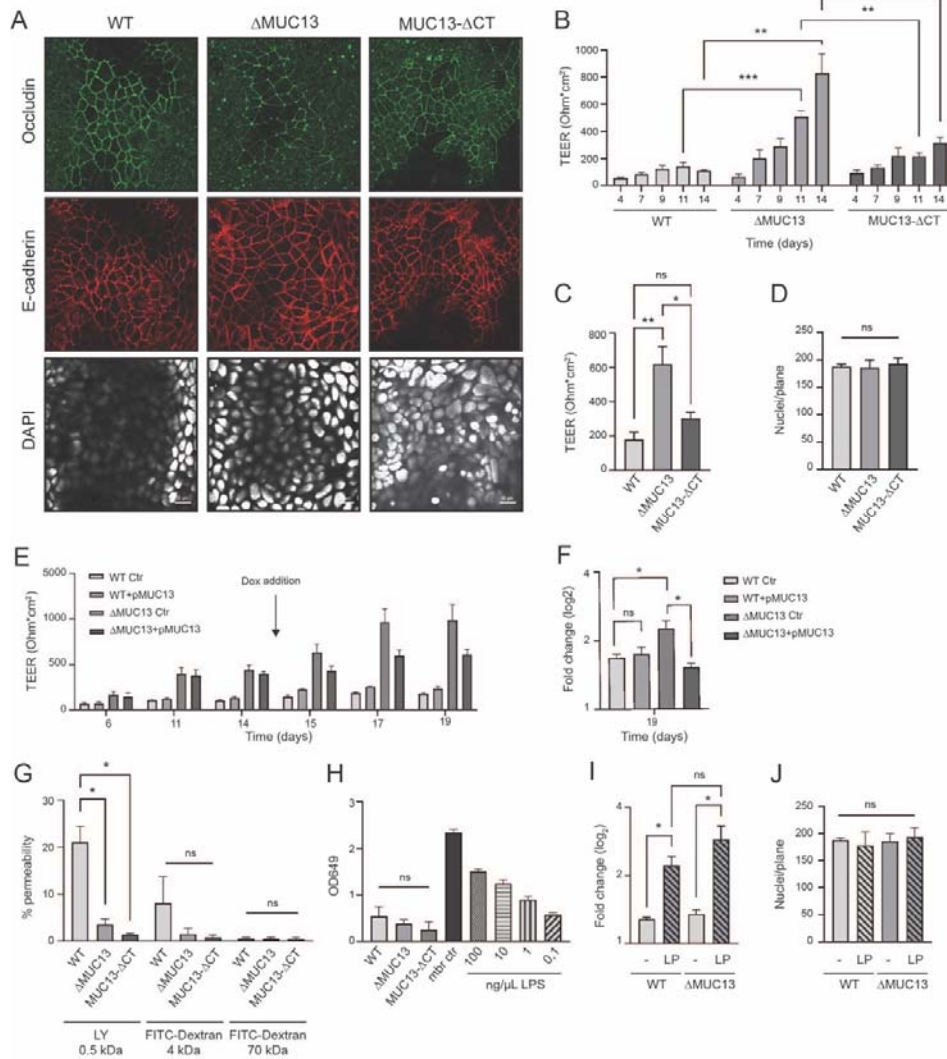 A
WT
ΔMUC13
MUC13-ΔCT
Occludin
E-cadherin
DAPI
B
**
**
***
TEER (Ohm*cm²)
1000
800
600
400
200
0
4 7 9 11 14 4 7 9 11 14 4 7 9 11 14
WT ΔMUC13 MUC13-ΔCT
Time (days)
C
ns
*
**
TEER (Ohm*cm²)
800
600
400
200
0
WT
ΔMUC13
MUC13-ΔCT
D
ns
Nuclei/plane
250
200
150
100
50
0
WT
ΔMUC13
MUC13-ΔCT
E
WT Ctr
WT+pMUC13
ΔMUC13 Ctr
ΔMUC13+pMUC13
Dox addition
TEER (Ohm*cm²)
5000
1000
500
0
6 11 14 15 17 19
Time (days)
F
*
ns
*
Fold change (log2)
4
2
1
19
Time (days)
WT Ctr
WT+pMUC13
ΔMUC13 Ctr
ΔMUC13+pMUC13
G
*
*
ns
ns
% permeability
30
20
10
0
WT
ΔMUC13
MUC13-ΔCT
WT
ΔMUC13
MUC13-ΔCT
WT
ΔMUC13
MUC13-ΔCT
LY
0.5 kDa
FITC-Dextran
4 kDa
FITC-Dextran
70 kDa
H
ns
OD649
3
2
1
0
WT
ΔMUC13
MUC13-ΔCT
mbr ctr
100
10
1
0,1
ng/µL LPS
I
ns
*
*
Fold change (log₂)
4
2
1
- LP - LP
WT ΔMUC13
J
ns
Nuclei/plane
250
200
150
100
50
0
- LP - LP
WT ΔMUC13